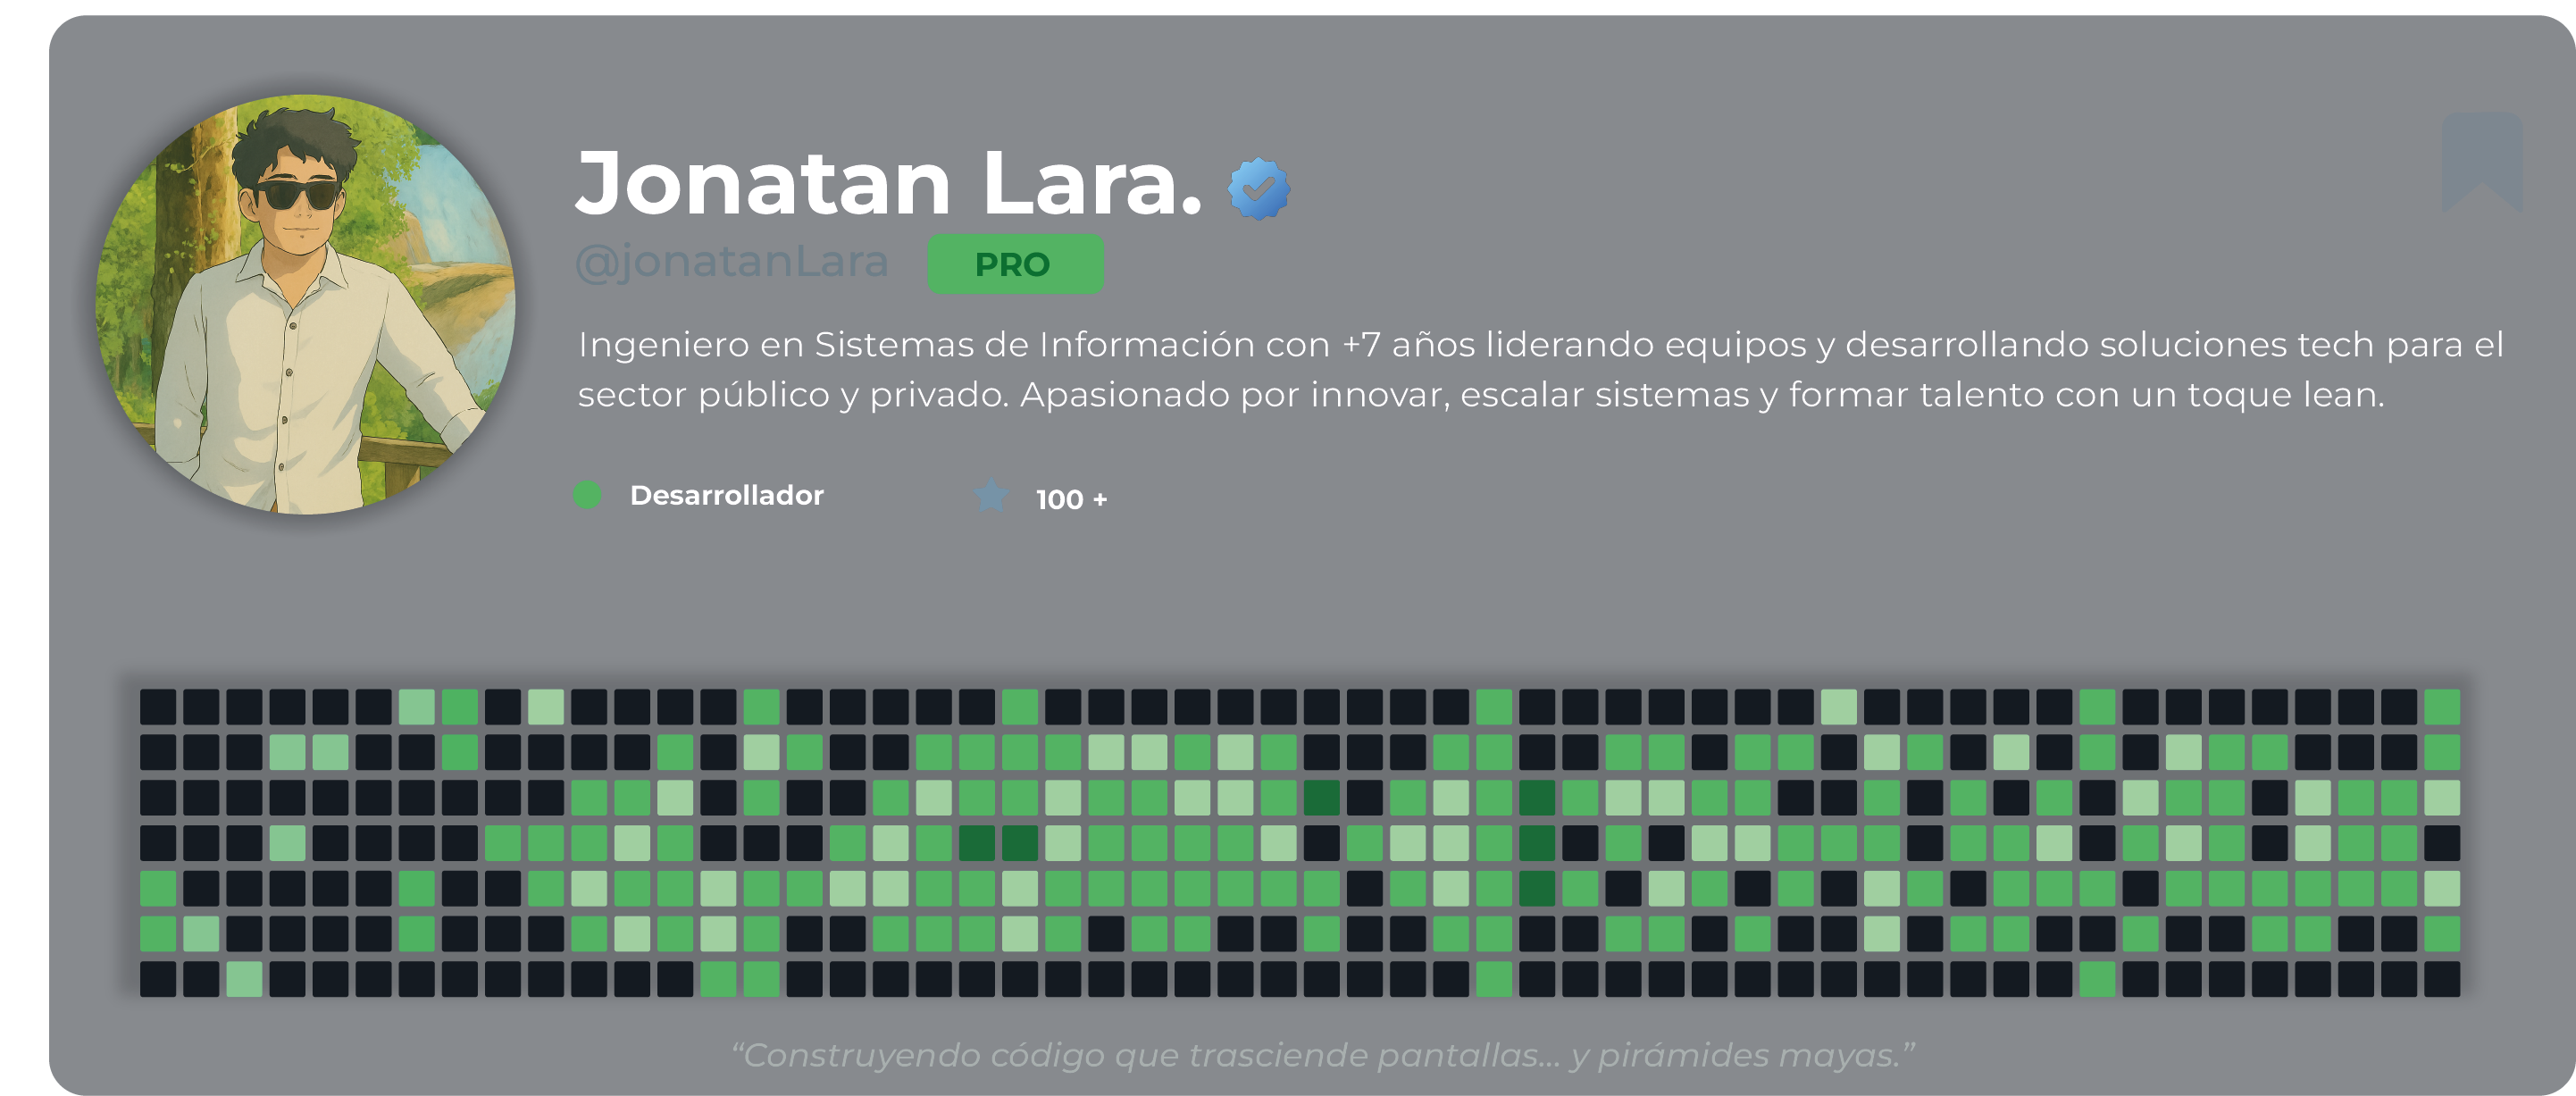 Jonatan Lara.
@jonatanLara
PRO
Ingeniero en Sistemas de Información con +7 años liderando equipos y desarrollando soluciones tech para el
sector público y privado. Apasionado por innovar, escalar sistemas y formar talento con un toque lean.
Desarrollador
100 +
“Construyendo código que trasciende pantallas... y pirámides mayas.”